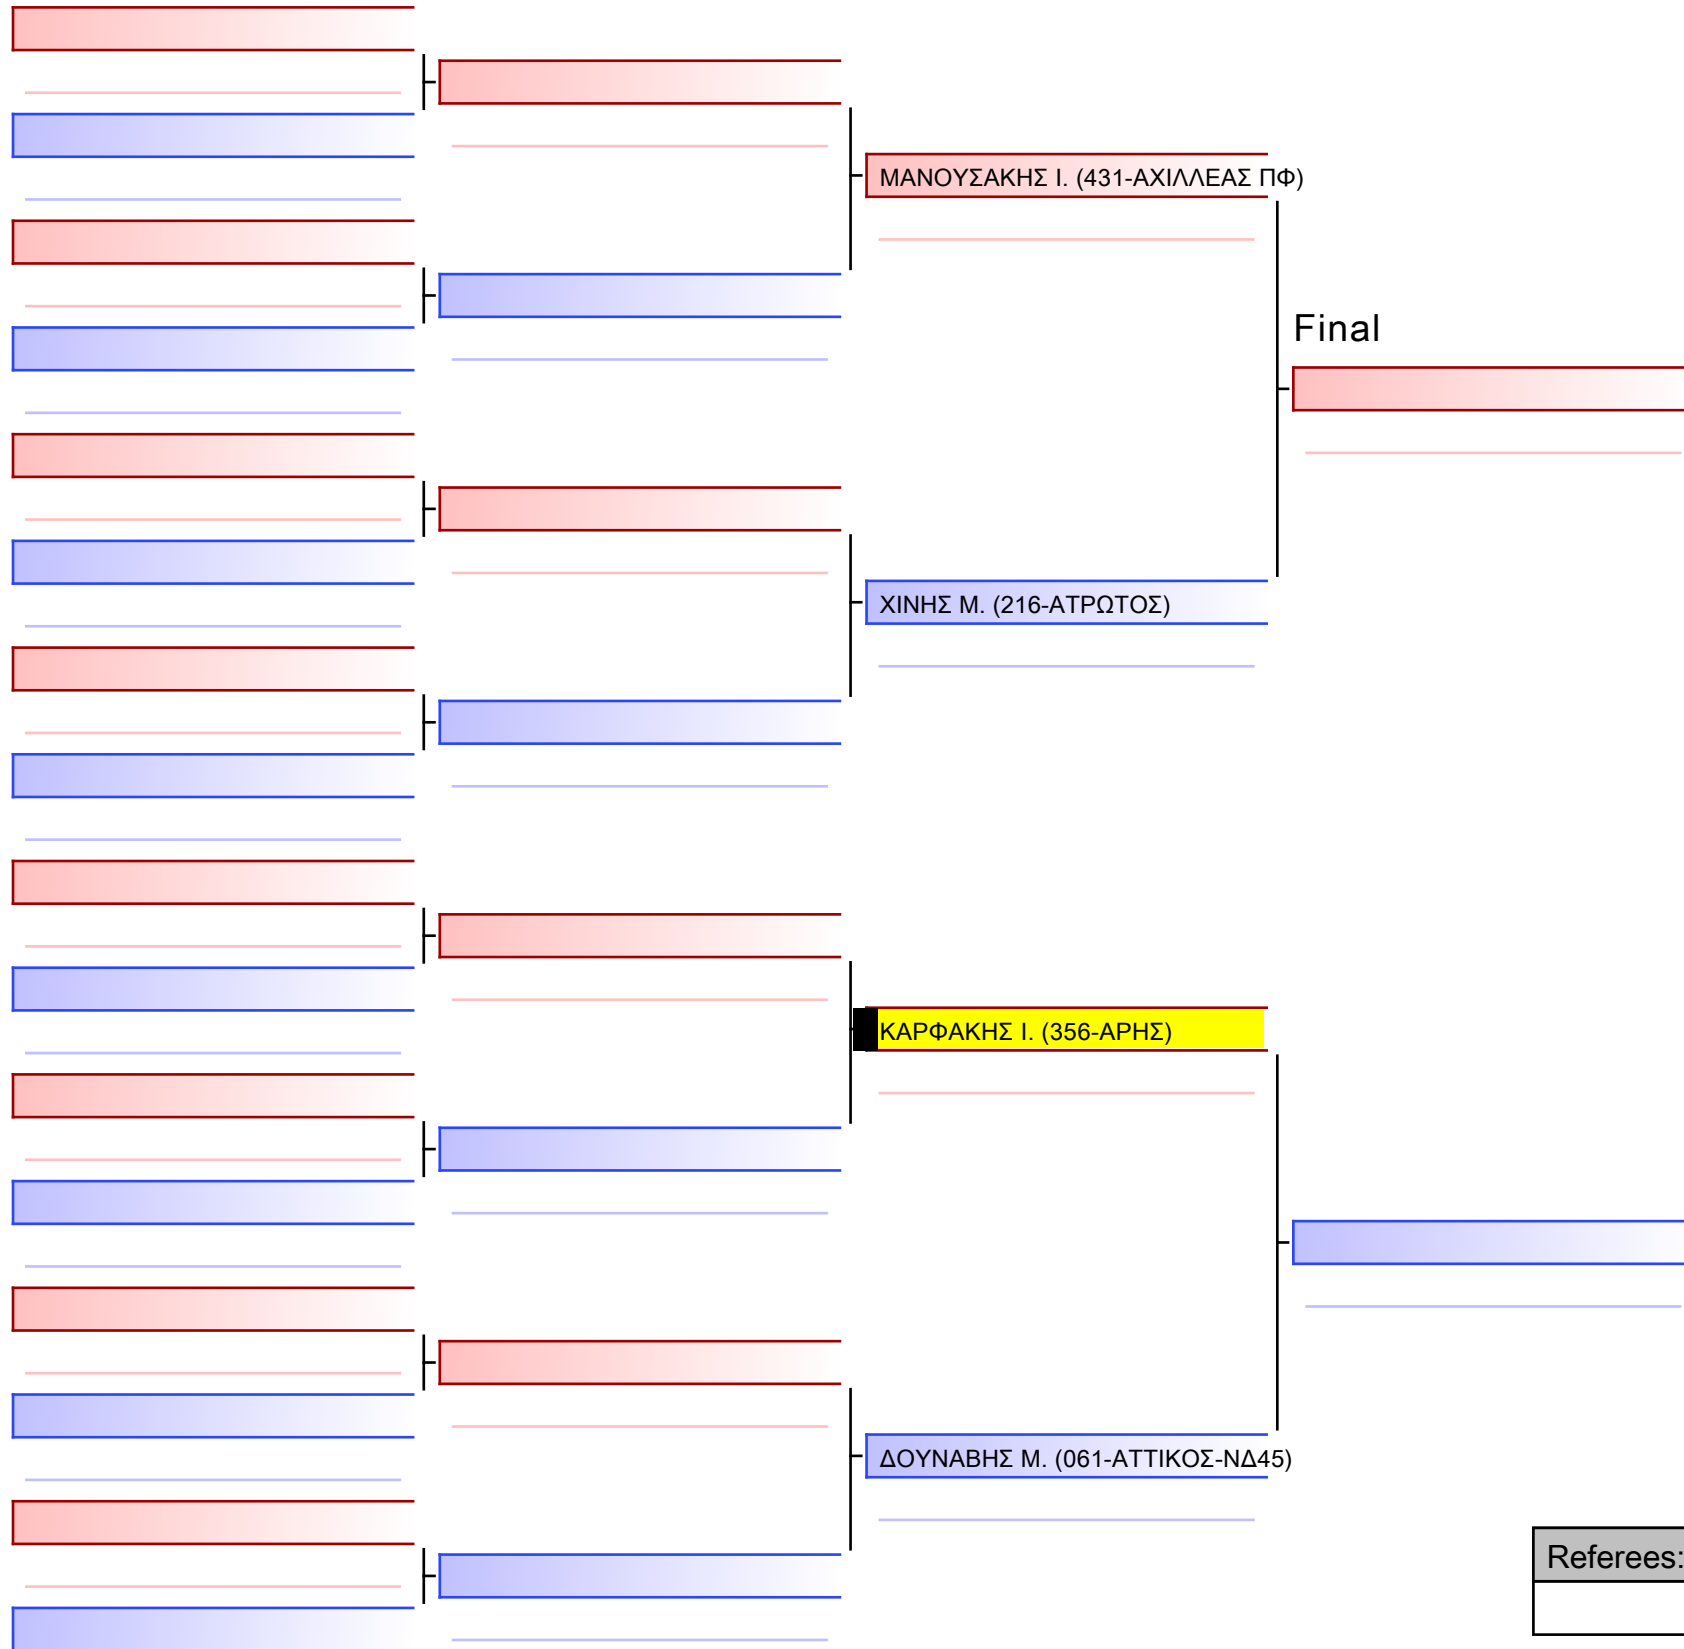 ΜΑΝΟΥΣΑΚΗΣ Ι. (431-ΑΧΙΛΛΕΑΣ ΠΦ)
Final
ΧΙΝΗΣ Μ. (216-ΑΤΡΩΤΟΣ)
ΚΑΡΦΑΚΗΣ Ι. (356-ΑΡΗΣ)
ΔΟΥΝΑΒΗΣ Μ. (061-ΑΤΤΙΚΟΣ-ΝΔ45)
Referees: